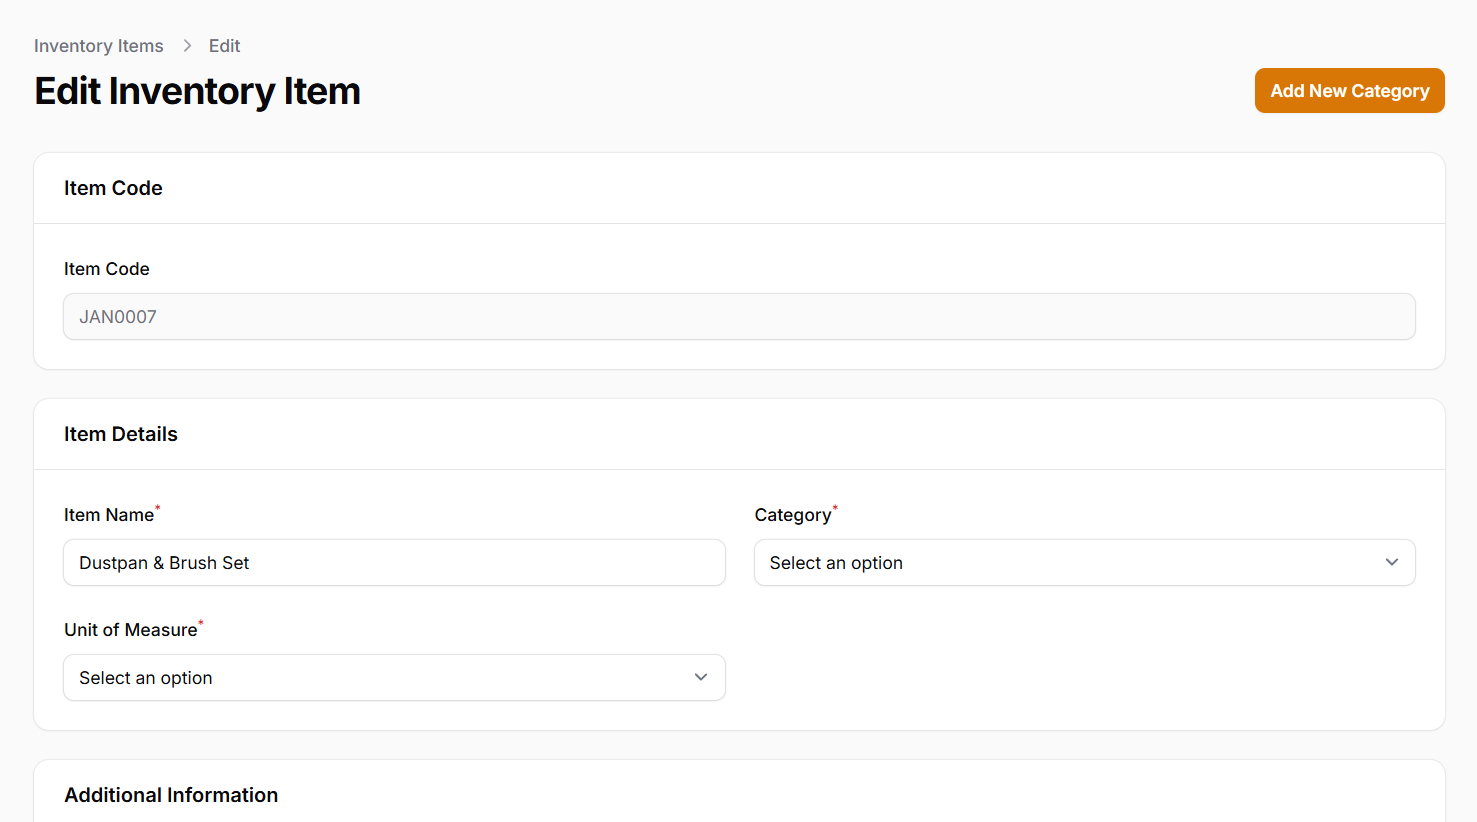 Inventory Items > Edit
Edit Inventory Item
Add New Category
Item Code
Item Code
JAN0007
Item Details
Item Name* Category*
Dustpan & Brush Set Select an option
Unit of Measure*
Select an option
Additional Information